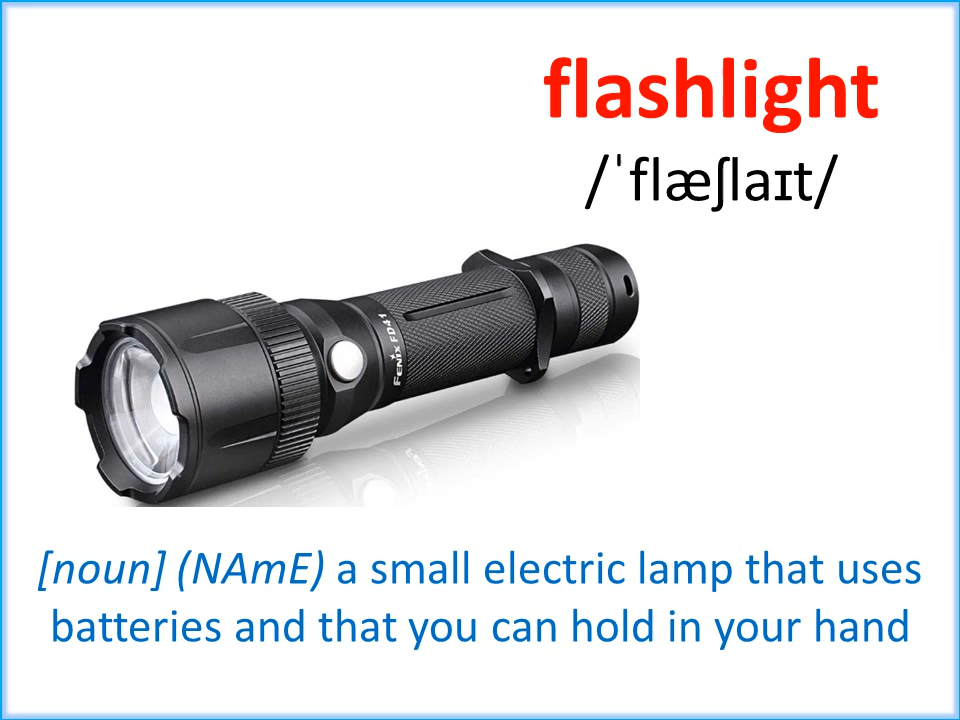 flashlight
/ˈflæʃlaɪt/
FENIX FD41
[noun] (NAmE) a small electric lamp that uses
batteries and that you can hold in your hand